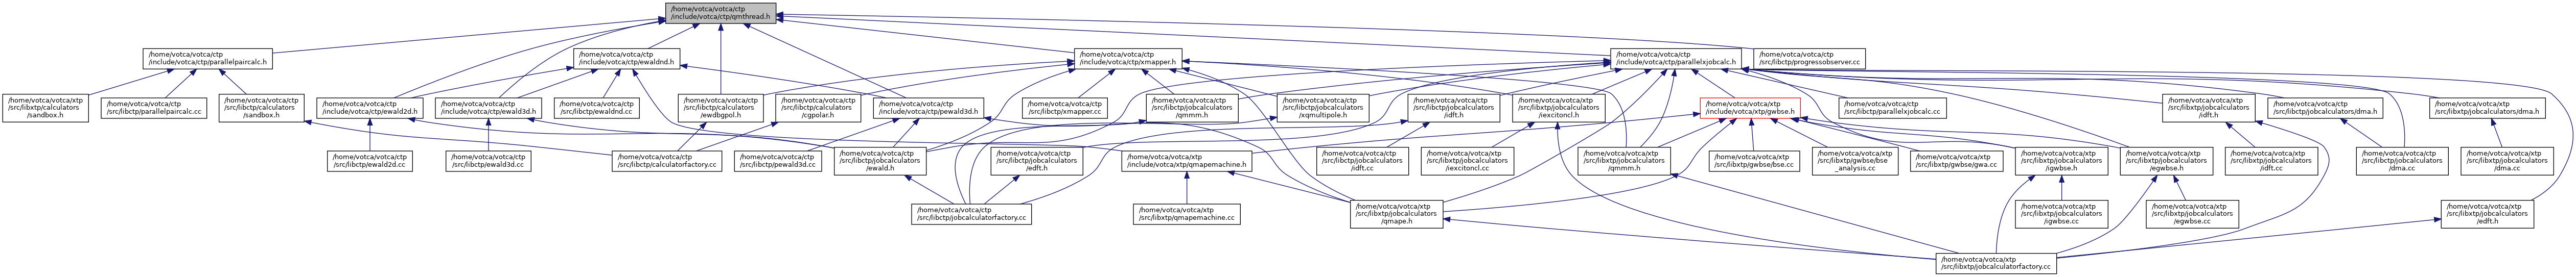 /home/votca/votca/ctp
/include/votca/ctp/qmthread.h
/home/votca/votca/ctp
/include/votca/ctp/parallelpaircalc.h
/home/votca/votca/ctp
/include/votca/ctp/ewaldnd.h
/home/votca/votca/ctp
/include/votca/ctp/xmapper.h
/home/votca/votca/ctp
/include/votca/ctp/parallelxjobcalc.h
/home/votca/votca/ctp
/src/libctp/progressobserver.cc
/home/votca/votca/xtp
/src/libxtp/calculators
/sandbox.h
/home/votca/votca/ctp
/src/libctp/parallelpaircalc.cc
/home/votca/votca/ctp
/src/libctp/calculators
/sandbox.h
/home/votca/votca/ctp
/include/votca/ctp/ewald2d.h
/home/votca/votca/ctp
/include/votca/ctp/ewald3d.h
/home/votca/votca/ctp
/src/libctp/ewaldnd.cc
/home/votca/votca/ctp
/src/libctp/calculators
/ewdbgpol.h
/home/votca/votca/ctp
/src/libctp/calculators
/cgpolar.h
/home/votca/votca/ctp
/include/votca/ctp/pewald3d.h
/home/votca/votca/ctp
/src/libctp/xmapper.cc
/home/votca/votca/ctp
/src/libctp/jobcalculators
/qmmm.h
/home/votca/votca/ctp
/src/libctp/jobcalculators
/xqmultipole.h
/home/votca/votca/ctp
/src/libctp/jobcalculators
/idft.h
/home/votca/votca/xtp
/src/libxtp/jobcalculators
/iexcitoncl.h
/home/votca/votca/xtp
/include/votca/xtp/gwbse.h
/home/votca/votca/ctp
/src/libctp/parallelxjobcalc.cc
/home/votca/votca/xtp
/src/libxtp/jobcalculators
/idft.h
/home/votca/votca/ctp
/src/libctp/jobcalculators/dma.h
/home/votca/votca/xtp
/src/libxtp/jobcalculators/dma.h
/home/votca/votca/ctp
/src/libctp/ewald2d.cc
/home/votca/votca/ctp
/src/libctp/ewald3d.cc
/home/votca/votca/ctp
/src/libctp/calculatorfactory.cc
/home/votca/votca/ctp
/src/libctp/pewald3d.cc
/home/votca/votca/ctp
/src/libctp/jobcalculators
/ewald.h
/home/votca/votca/ctp
/src/libctp/jobcalculators
/edft.h
/home/votca/votca/xtp
/include/votca/xtp/qmapemachine.h
/home/votca/votca/ctp
/src/libctp/jobcalculators
/idft.cc
/home/votca/votca/xtp
/src/libxtp/jobcalculators
/iexcitoncl.cc
/home/votca/votca/xtp
/src/libxtp/jobcalculators
/qmmm.h
/home/votca/votca/xtp
/src/libxtp/gwbse/bse.cc
/home/votca/votca/xtp
/src/libxtp/gwbse/bse
_analysis.cc
/home/votca/votca/xtp
/src/libxtp/gwbse/gwa.cc
/home/votca/votca/xtp
/src/libxtp/jobcalculators
/igwbse.h
/home/votca/votca/xtp
/src/libxtp/jobcalculators
/egwbse.h
/home/votca/votca/xtp
/src/libxtp/jobcalculators
/idft.cc
/home/votca/votca/ctp
/src/libctp/jobcalculators
/dma.cc
/home/votca/votca/xtp
/src/libxtp/jobcalculators
/dma.cc
/home/votca/votca/ctp
/src/libctp/jobcalculatorfactory.cc
/home/votca/votca/xtp
/src/libxtp/qmapemachine.cc
/home/votca/votca/xtp
/src/libxtp/jobcalculators
/qmape.h
/home/votca/votca/xtp
/src/libxtp/jobcalculators
/igwbse.cc
/home/votca/votca/xtp
/src/libxtp/jobcalculators
/egwbse.cc
/home/votca/votca/xtp
/src/libxtp/jobcalculators
/edft.h
/home/votca/votca/xtp
/src/libxtp/jobcalculatorfactory.cc